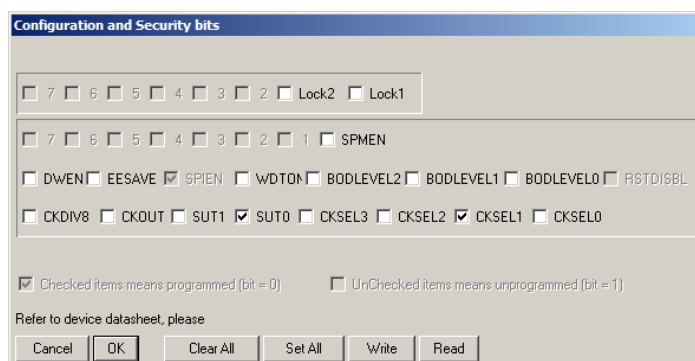 Configuration and Security bits
7 6 5 4 3 2 Lock2 Lock1
7 6 5 4 3 2 1 SPMEN
DWEN EESAVE SPIEN WDTON BODLEVEL2 BODLEVEL1 BODLEVEL0 RSTDISBL
CKDIV8 CKOUT SUT1 SUT0 CKSEL3 CKSEL2 CKSEL1 CKSEL0
Checked items means programmed (bit = 0) UnChecked items means unprogrammed (bit = 1)
Refer to device datasheet, please
Cancel OK Clear All Set All Write Read